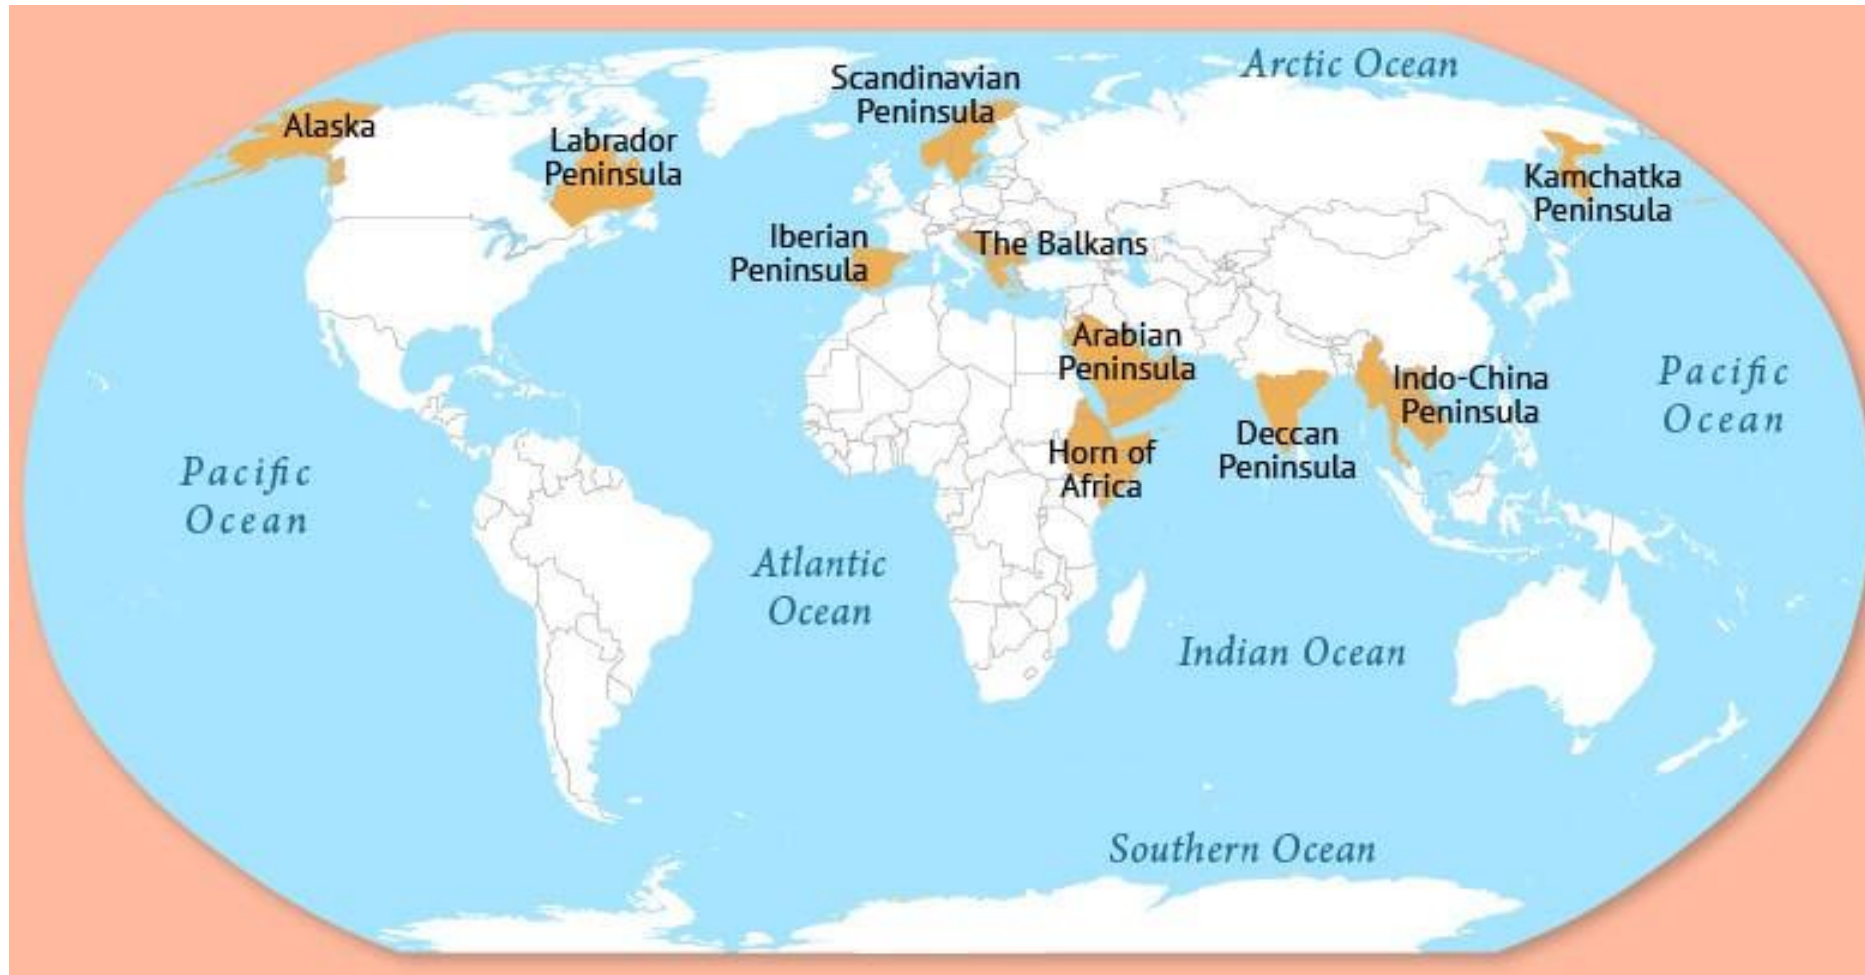 Arctic Ocean
Scandinavian
Peninsula
Alaska
Labrador
Peninsula
Kamchatka
Peninsula
Iberian
Peninsula
The Balkans
Arabian
Peninsula
Indo-China
Peninsula
Pacific
Ocean
Deccan
Peninsula
Horn of
Africa
Pacific
Ocean
Atlantic
Ocean
Indian Ocean
Southern Ocean